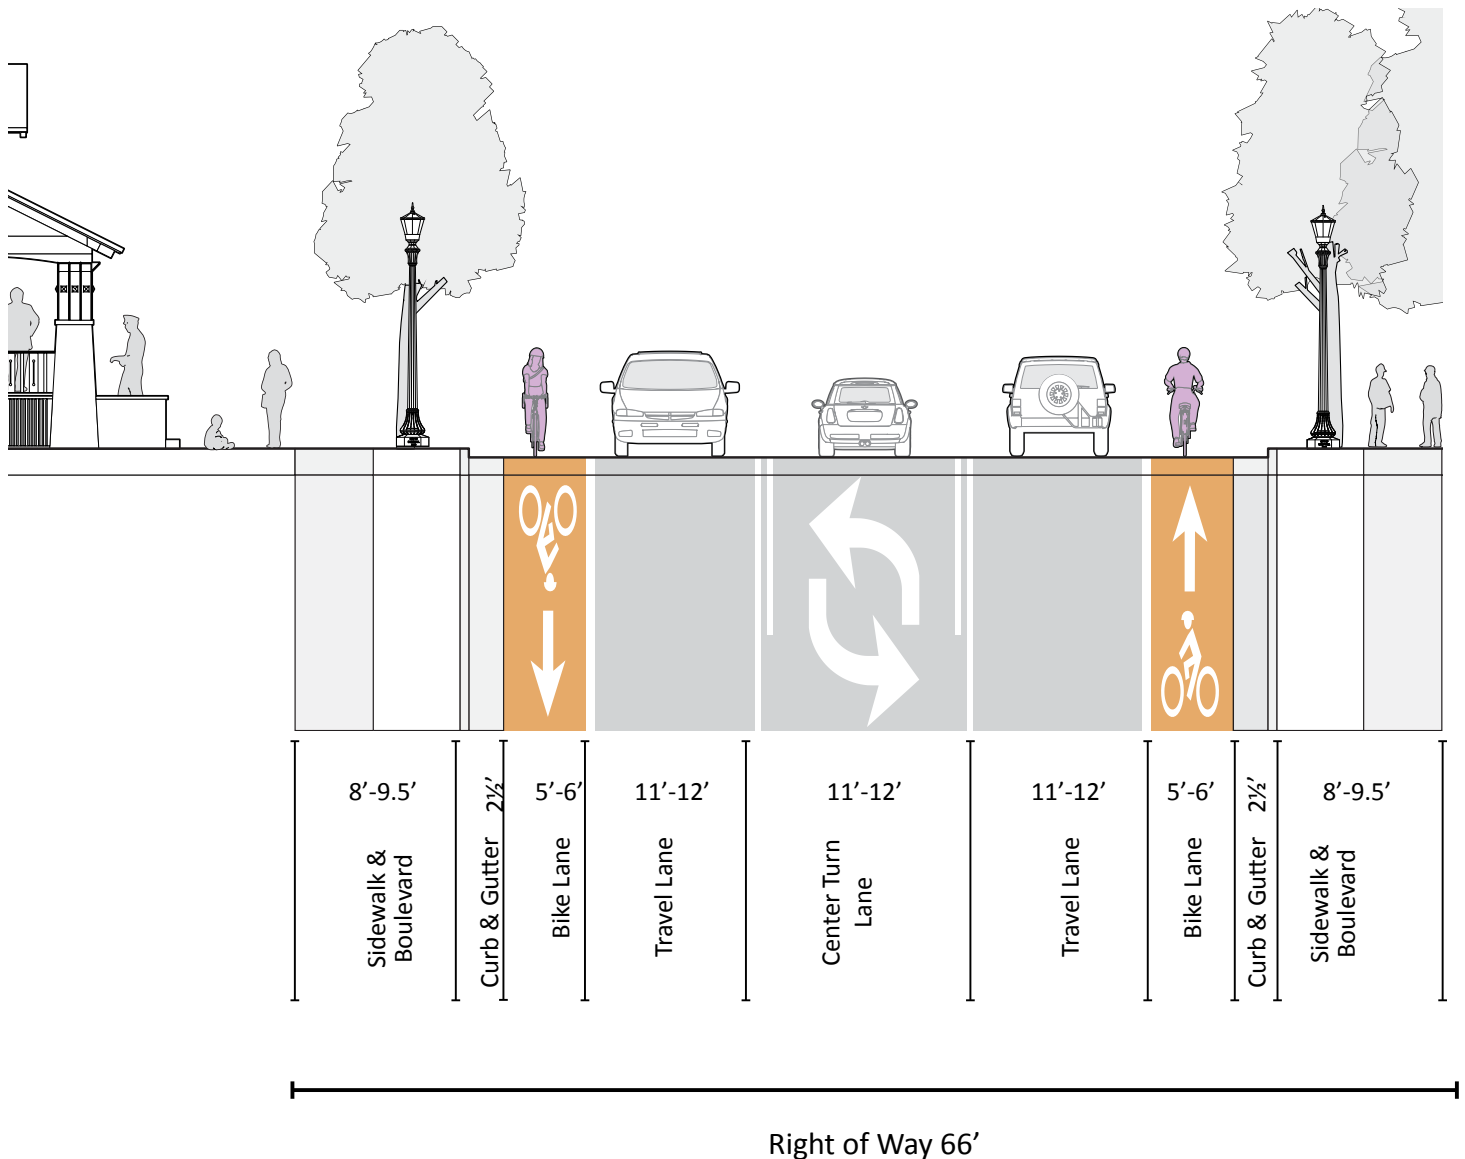 8’-9.5’
2½’
5’-6’
11’-12’
11’-12’
11’-12’
5’-6’
2½’
8’-9.5’
Sidewalk &
Boulevard
Curb & Gutter
Bike Lane
Travel Lane
Center Turn
Lane
Travel Lane
Bike Lane
Curb & Gutter
Sidewalk &
Boulevard
Right of Way 66’